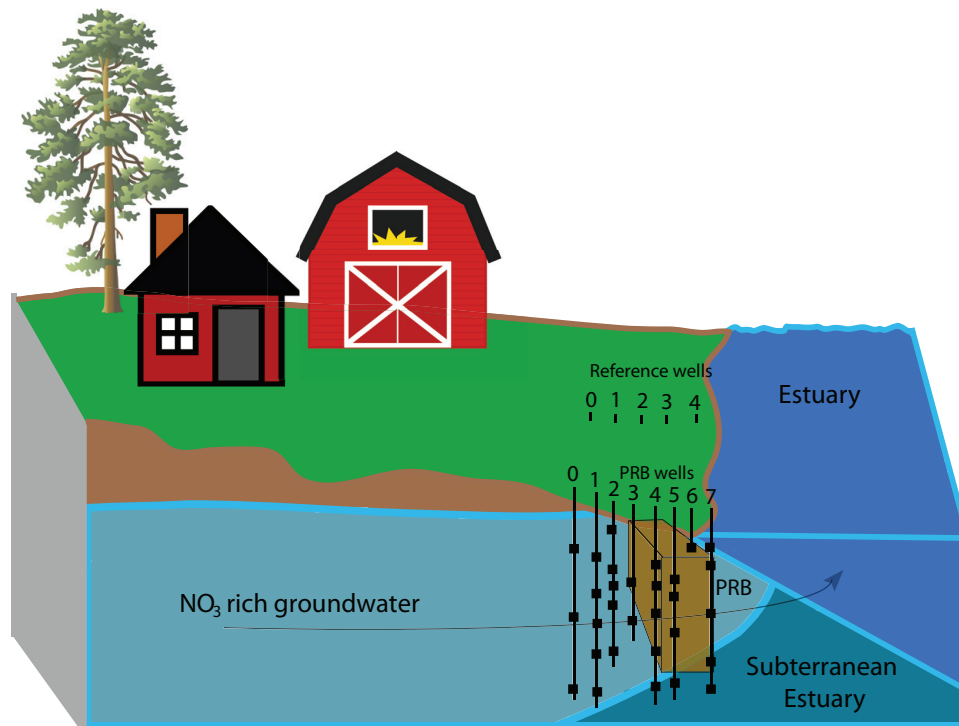 Reference wells
0 1 2 3 4
Estuary
PRB wells
0 1 2 3 4 5 6 7
PRB
NO₃ rich groundwater
Subterranean
Estuary